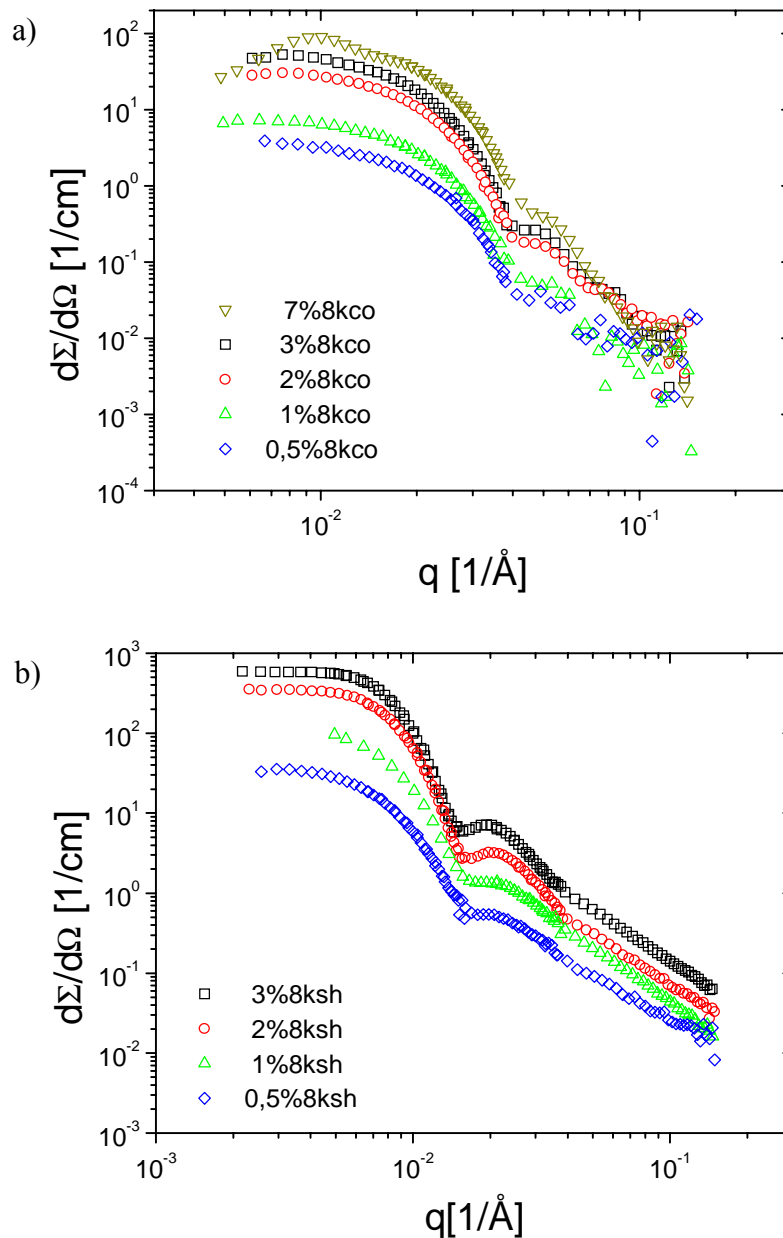 a)
10^2
10^1
10^0
10^-1
10^-2
10^-3
10^-4
dΣ/dΩ [1/cm]
7%8kco
3%8kco
2%8kco
1%8kco
0,5%8kco
10^-2
10^-1
q [1/Å]
b)
10^3
10^2
10^1
10^0
10^-1
10^-2
10^-3
dΣ/dΩ [1/cm]
3%8ksh
2%8ksh
1%8ksh
0,5%8ksh
10^-3
10^-2
10^-1
q[1/Å]